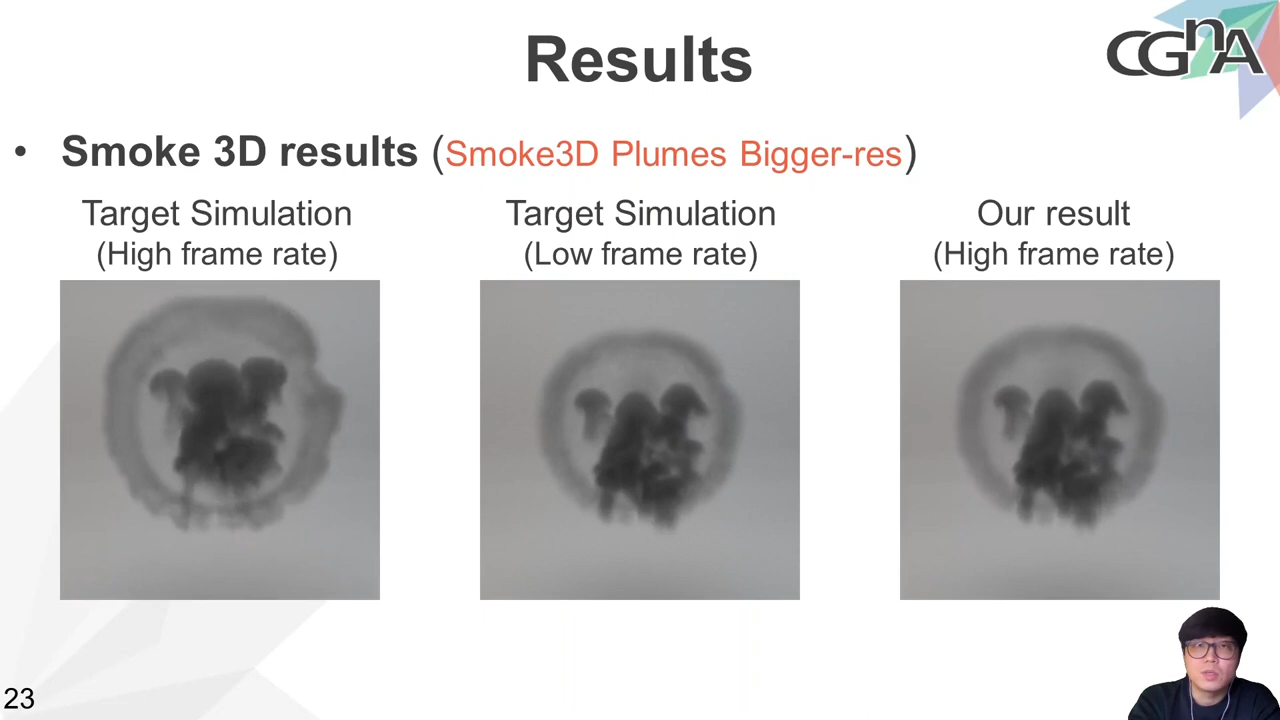 Results
CGnA
• Smoke 3D results (Smoke3D Plumes Bigger-res)
Target Simulation
(High frame rate)
Target Simulation
(Low frame rate)
Our result
(High frame rate)
23